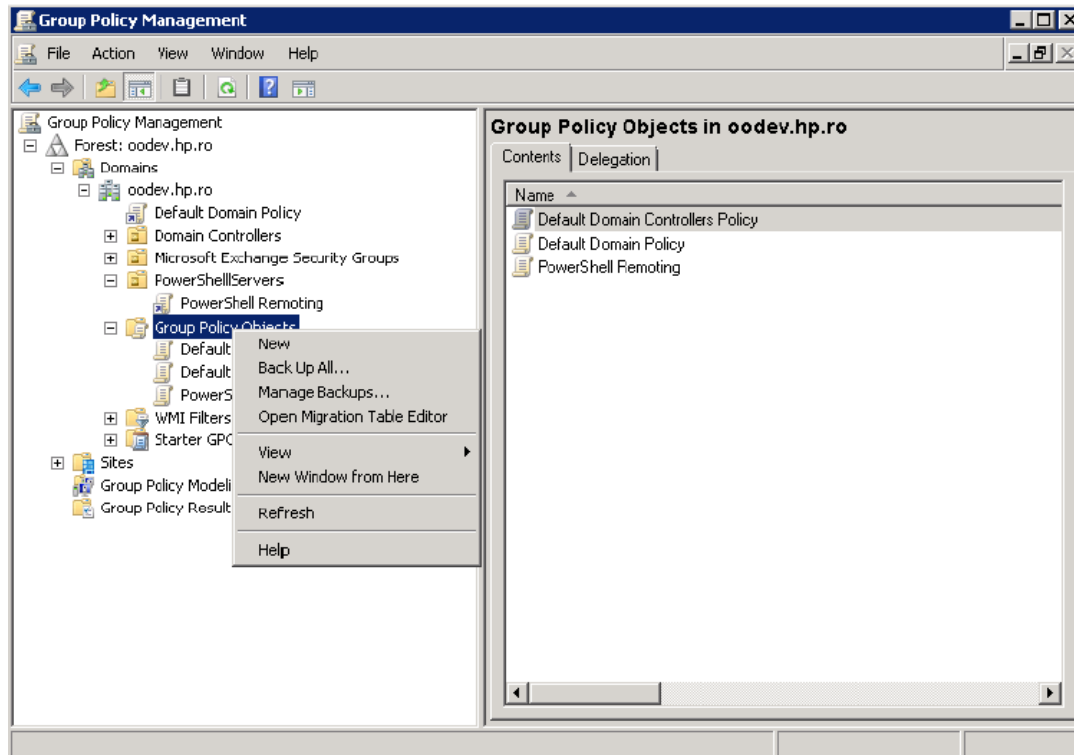 Group Policy Management
File Action View Window Help
Group Policy Management
Forest: oodev.hp.ro
Domains
oodev.hp.ro
Default Domain Policy
Domain Controllers
Microsoft Exchange Security Groups
PowerShellServers
PowerShell Remoting
Group Policy Objects
Default
Default
PowerS
WMI Filters
Starter GPO
Sites
Group Policy Modeli
Group Policy Result
New
Back Up All...
Manage Backups...
Open Migration Table Editor
View
New Window from Here
Refresh
Help
Group Policy Objects in oodev.hp.ro
Contents Delegation
Name
Default Domain Controllers Policy
Default Domain Policy
PowerShell Remoting